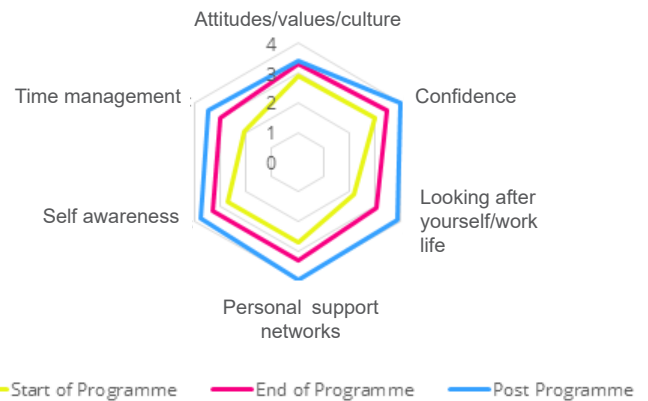 Attitudes/values/culture
4
3
2
1
0
Time management
Confidence
Self awareness
Looking after
yourself/work
life
Personal support
networks
Start of Programme
End of Programme
Post Programme